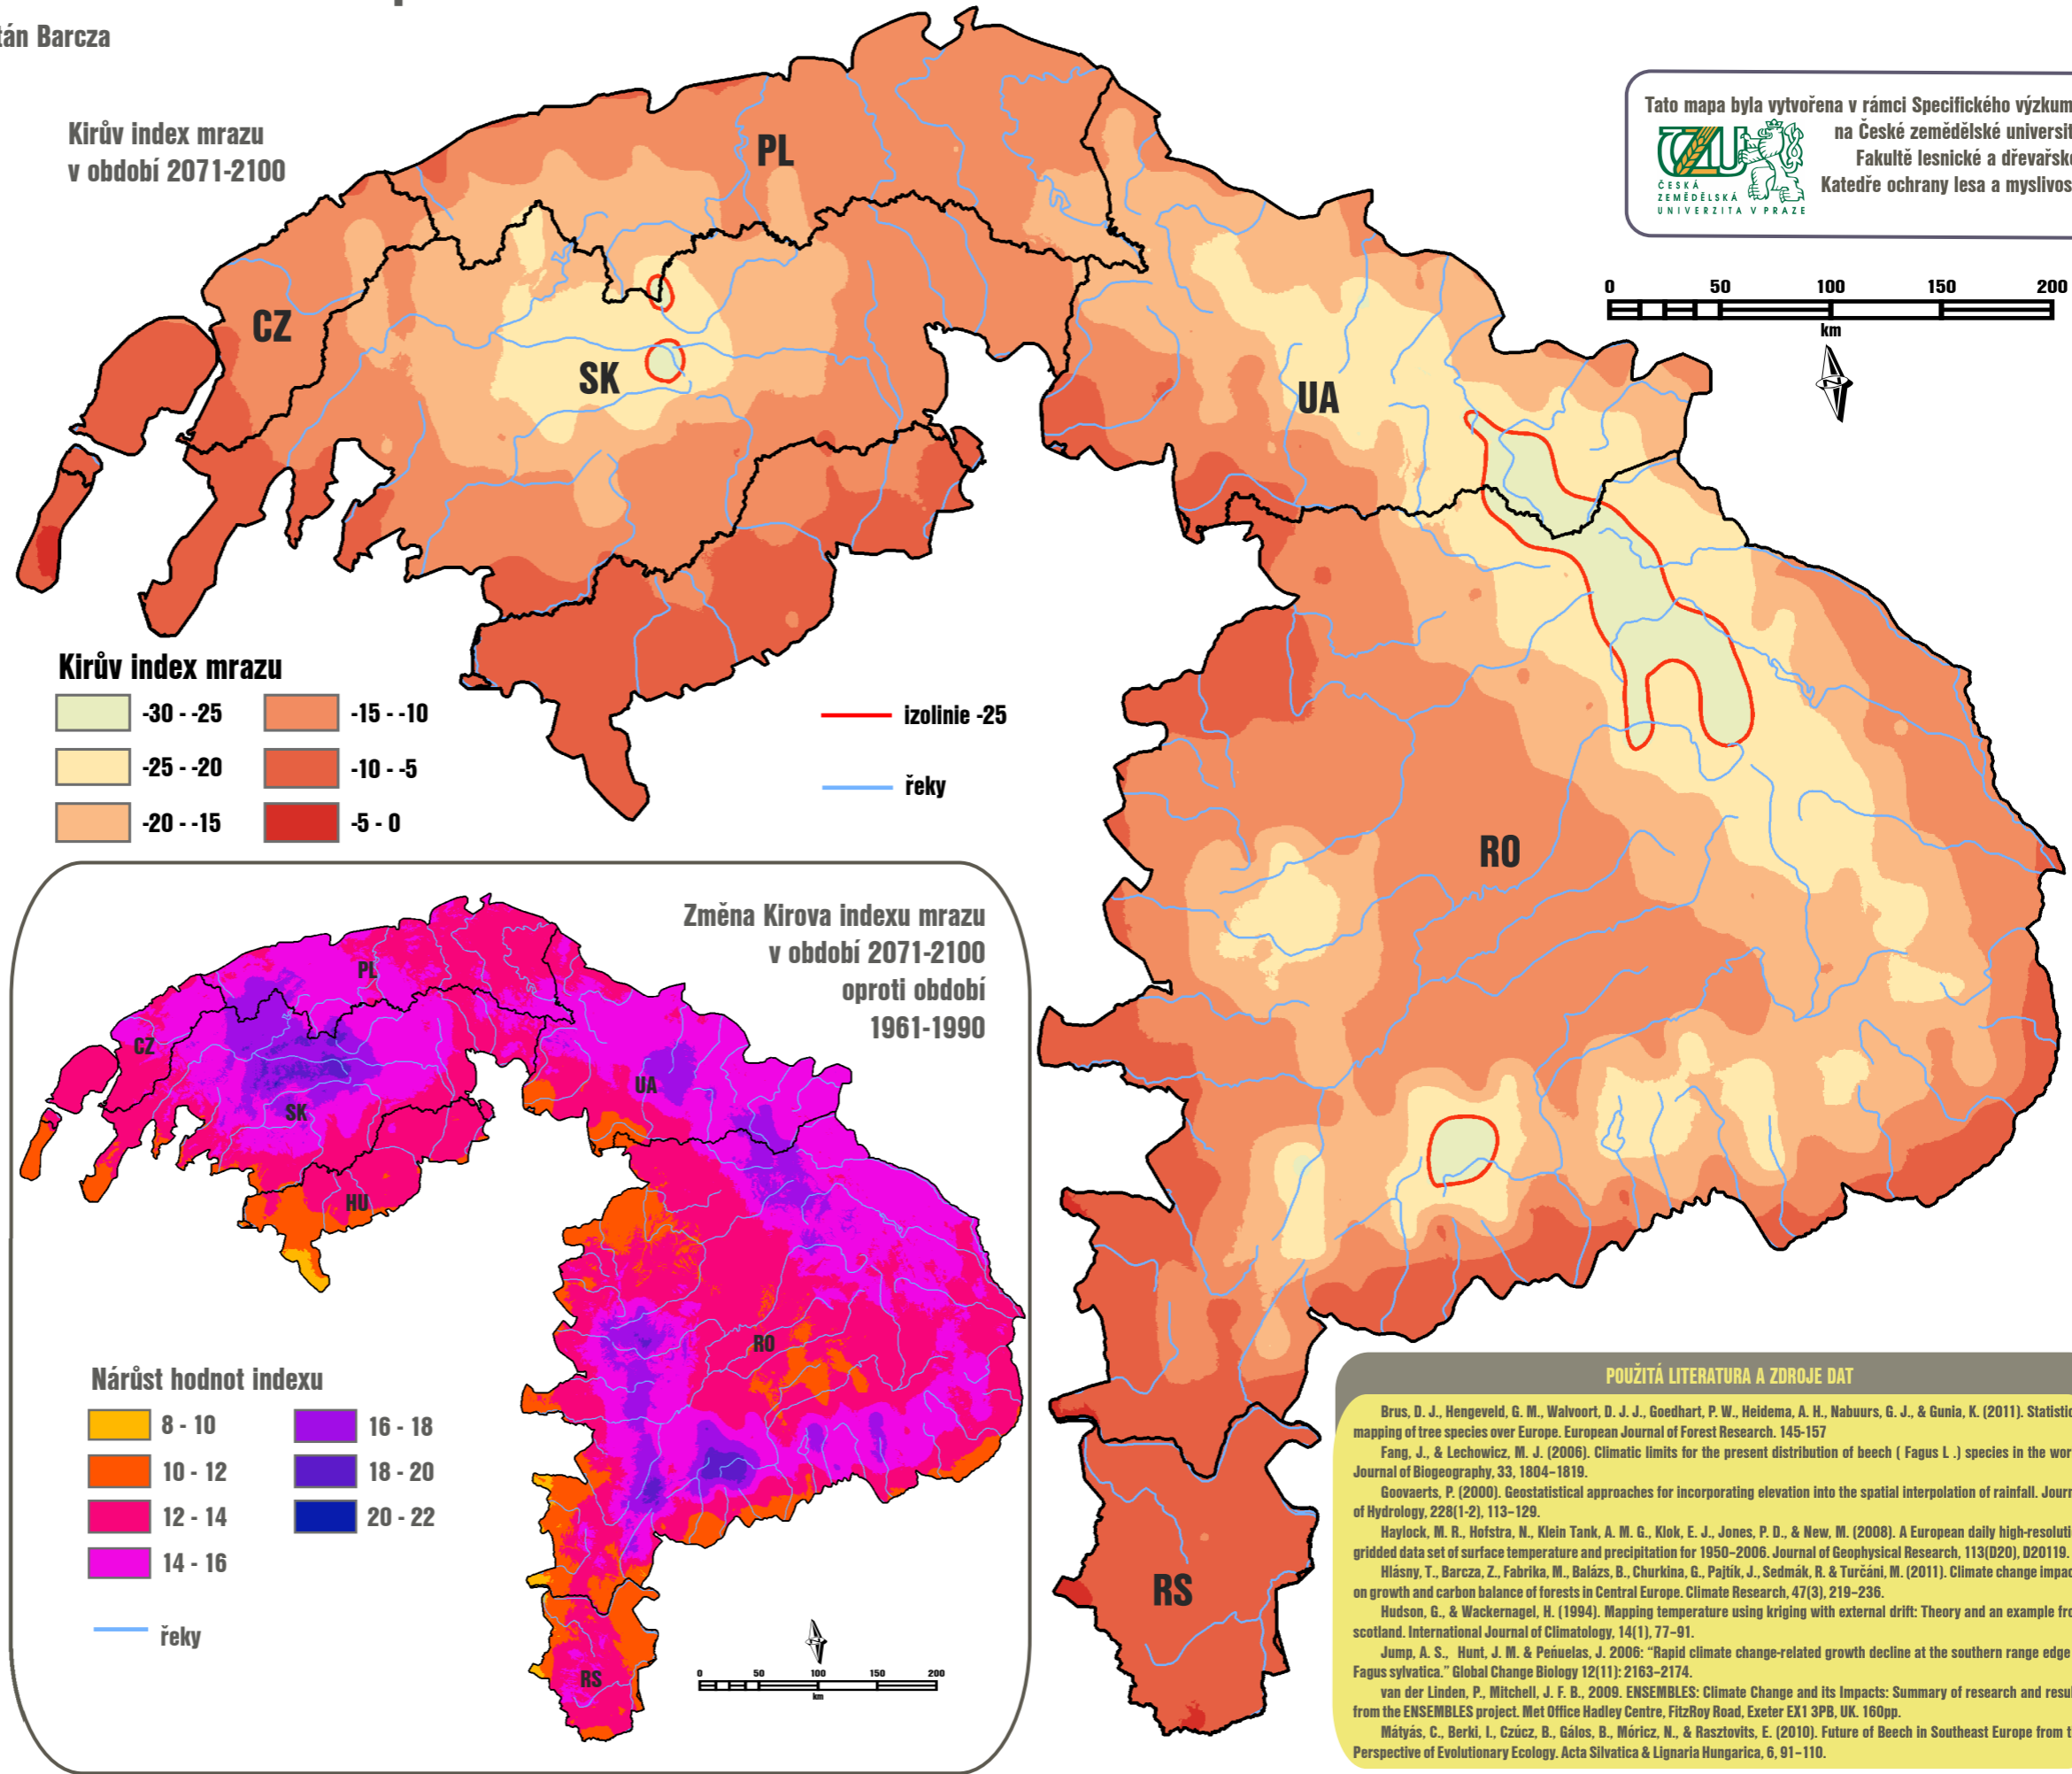 tán Barcza
Kirův index mrazu
v období 2071-2100
Tato mapa byla vytvořena v rámci Specifického výzkum
na České zemědělské universit
Fakultě lesnické a dřevařsk
Katedře ochrany lesa a myslivos
ČZU
ČESKÁ
ZEMĚDĚLSKÁ
UNIVERZITA V PRAZE
0 50 100 150 200
km
N
PL
CZ
SK
UA
RO
RS
Kirův index mrazu
-30 - -25
-25 - -20
-20 - -15
-15 - -10
-10 - -5
-5 - 0
izolinie -25
řeky
Změna Kirova indexu mrazu
v období 2071-2100
oproti období
1961-1990
PL
CZ
SK
UA
HU
RO
RS
Nárůst hodnot indexu
8 - 10
10 - 12
12 - 14
14 - 16
16 - 18
18 - 20
20 - 22
řeky
0 50 100 150 200
km
POUŽITÁ LITERATURA A ZDROJE DAT
Brus, D. J., Hengeveld, G. M., Walvoort, D. J. J., Goedhart, P. W., Heidema, A. H., Nabuurs, G. J., & Gunia, K. (2011). Statistic
mapping of tree species over Europe. European Journal of Forest Research. 145-157
Fang, J., & Lechowicz, M. J. (2006). Climatic limits for the present distribution of beech ( Fagus L .) species in the wor
Journal of Biogeography, 33, 1804–1819.
Goovaerts, P. (2000). Geostatistical approaches for incorporating elevation into the spatial interpolation of rainfall. Journ
of Hydrology, 228(1-2), 113–129.
Haylock, M. R., Hofstra, N., Klein Tank, A. M. G., Klok, E. J., Jones, P. D., & New, M. (2008). A European daily high-resoluti
gridded data set of surface temperature and precipitation for 1950–2006. Journal of Geophysical Research, 113(D20), D20119.
Hlásny, T., Barcza, Z., Fabrika, M., Balázs, B., Churkina, G., Pajtík, J., Sedmák, R. & Turčáni, M. (2011). Climate change impac
on growth and carbon balance of forests in Central Europe. Climate Research, 47(3), 219–236.
Hudson, G., & Wackernagel, H. (1994). Mapping temperature using kriging with external drift: Theory and an example fro
scotland. International Journal of Climatology, 14(1), 77–91.
Jump, A. S., Hunt, J. M. & Peńuelas, J. 2006: “Rapid climate change-related growth decline at the southern range edge
Fagus sylvatica.” Global Change Biology 12(11): 2163–2174.
van der Linden, P., Mitchell, J. F. B., 2009. ENSEMBLES: Climate Change and its Impacts: Summary of research and resul
from the ENSEMBLES project. Met Office Hadley Centre, FitzRoy Road, Exeter EX1 3PB, UK. 160pp.
Mátyás, C., Berki, I., Czúcz, B., Gálos, B., Móricz, N., & Rasztovits, E. (2010). Future of Beech in Southeast Europe from t
Perspective of Evolutionary Ecology. Acta Silvatica & Lignaria Hungarica, 6, 91–110.